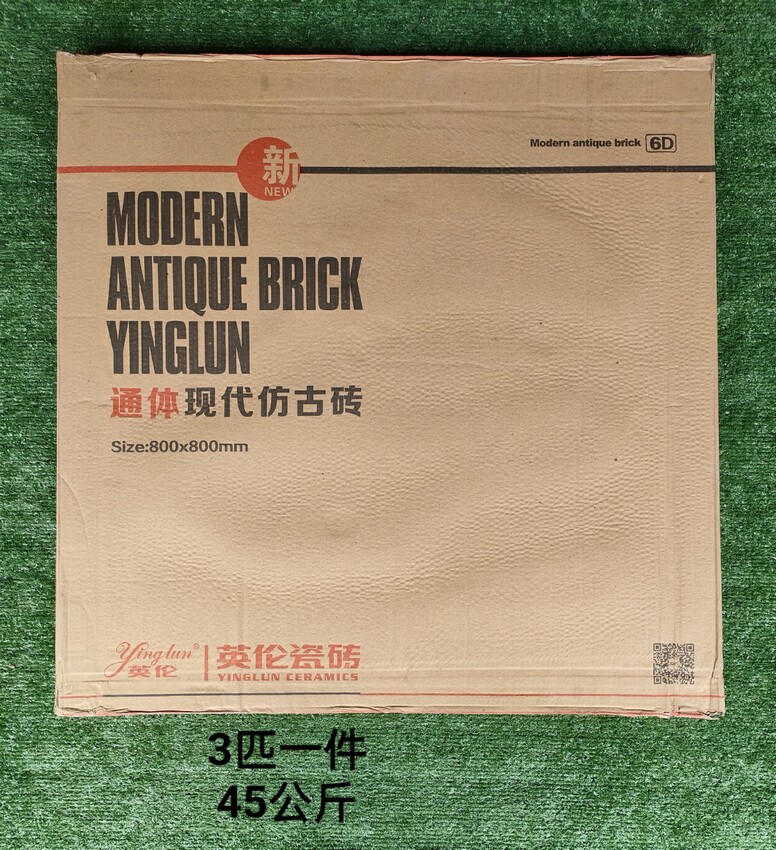 Modern antique brick 6D
新
NEW
MODERN
ANTIQUE BRICK
YINGLUN
通体现代仿古砖
Size:800x800mm
Yinglun®
英伦
英伦瓷砖
YINGLUN CERAMICS
3匹一件
45公斤